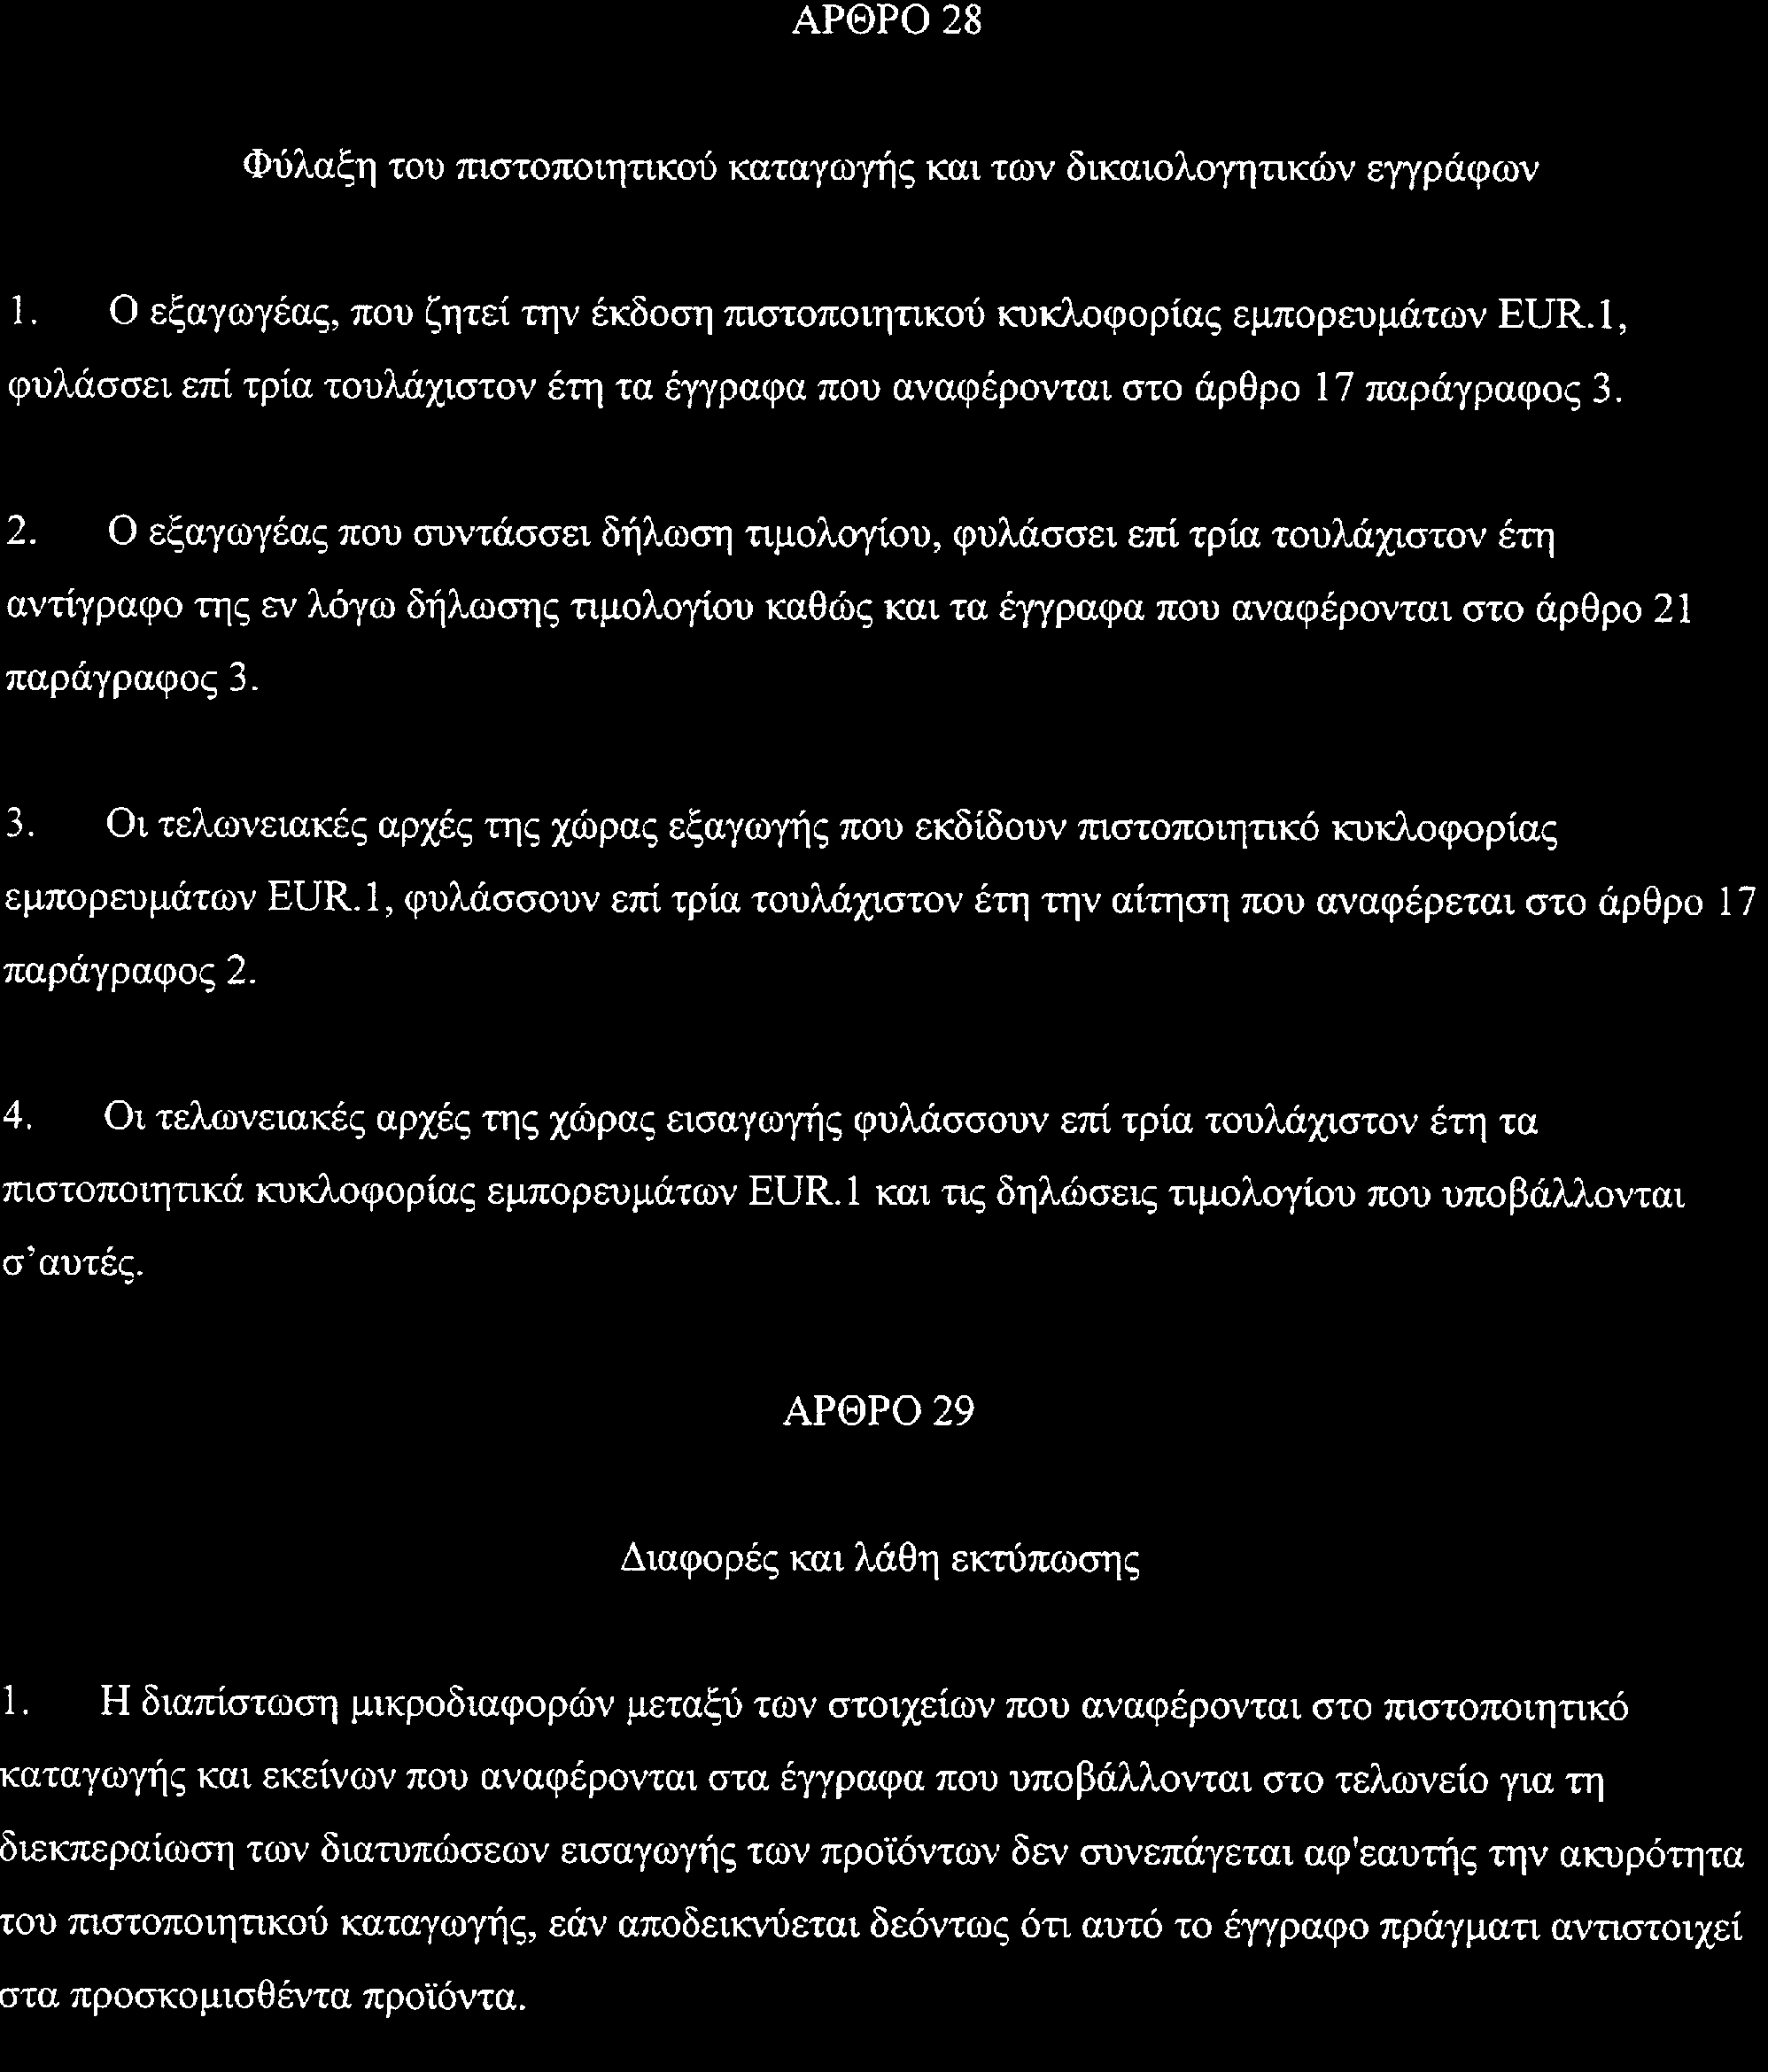 ΑΡΘΡΟ 28
Φύλαξη του πιστοποιητικού καταγωγής και των δικαιολογητικών εγγράφων
1. Ο εξαγωγέας, που ζητεί την έκδοση πιστοποιητικού κυκλοφορίας εμπορευμάτων EUR.1,
φυλάσσει επί τρία τουλάχιστον έτη τα έγγραφα που αναφέρονται στο άρθρο 17 παράγραφος 3.
2. Ο εξαγωγέας που συντάσσει δήλωση τιμολογίου, φυλάσσει επί τρία τουλάχιστον έτη
αντίγραφο της εν λόγω δήλωσης τιμολογίου καθώς και τα έγγραφα που αναφέρονται στο άρθρο 21
παράγραφος 3.
3. Οι τελωνειακές αρχές της χώρας εξαγωγής που εκδίδουν πιστοποιητικό κυκλοφορίας
εμπορευμάτων EUR.1, φυλάσσουν επί τρία τουλάχιστον έτη την αίτηση που αναφέρεται στο άρθρο 17
παράγραφος 2.
4. Οι τελωνειακές αρχές της χώρας εισαγωγής φυλάσσουν επί τρία τουλάχιστον έτη τα
πιστοποιητικά κυκλοφορίας εμπορευμάτων EUR.1 και τις δηλώσεις τιμολογίου που υποβάλλονται
σ’αυτές.
ΑΡΘΡΟ 29
Διαφορές και λάθη εκτύπωσης
1. Η διαπίστωση μικροδιαφορών μεταξύ των στοιχείων που αναφέρονται στο πιστοποιητικό
καταγωγής και εκείνων που αναφέρονται στα έγγραφα που υποβάλλονται στο τελωνείο για τη
διεκπεραίωση των διατυπώσεων εισαγωγής των προϊόντων δεν συνεπάγεται αφ'εαυτής την ακυρότητα
του πιστοποιητικού καταγωγής, εάν αποδεικνύεται δεόντως ότι αυτό το έγγραφο πράγματι αντιστοιχεί
στα προσκομισθέντα προϊόντα.